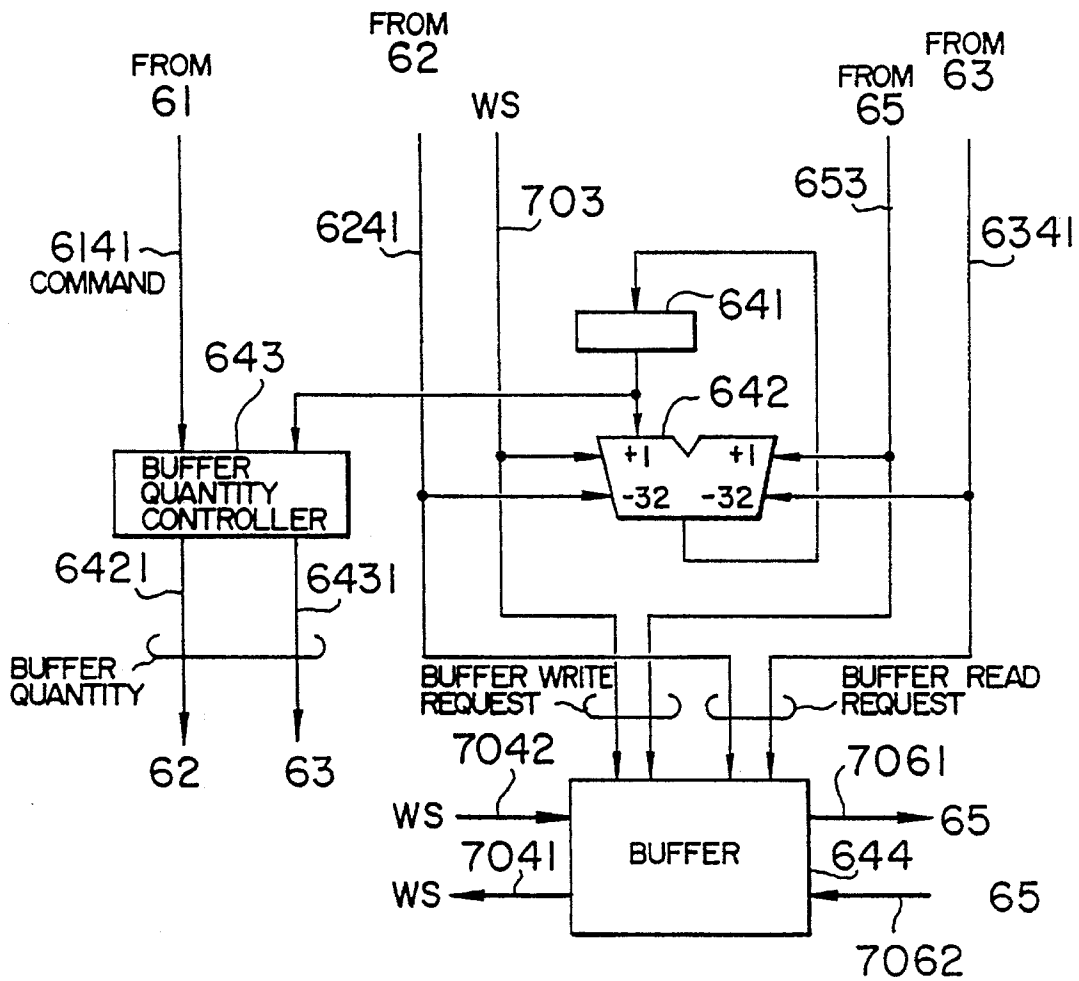 FROM
61
FROM
62
WS
FROM
65
FROM
63
703
653
6241
6341
6141
COMMAND
641
643
642
+1
+1
-32
-32
BUFFER
QUANTITY
CONTROLLER
6421
6431
BUFFER
QUANTITY
BUFFER WRITE
REQUEST
BUFFER READ
REQUEST
62
63
7042
7061
WS
65
BUFFER
644
7041
WS
65
7062